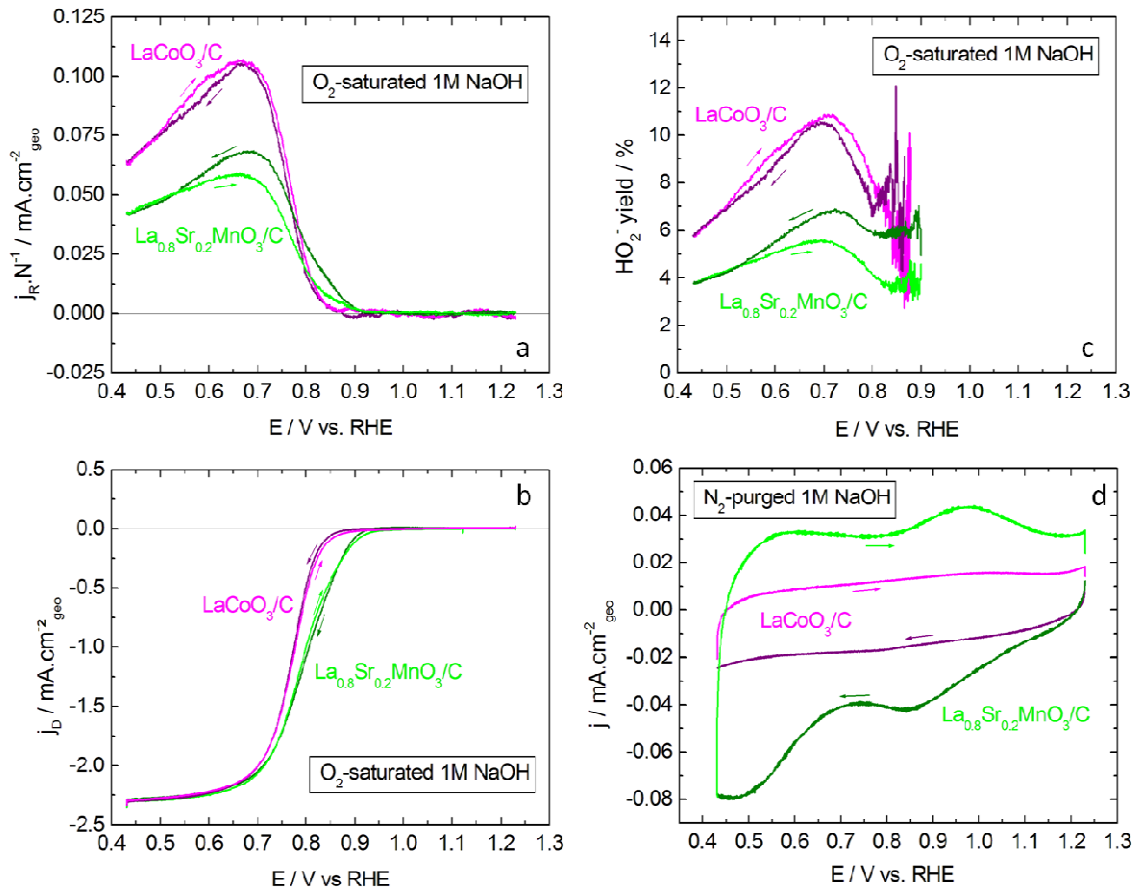 0.100
0.075
0.050
0.025
0.000
-0.025
j_R.N⁻¹ / mA.cm⁻²_geo
LaCoO₃/C
O₂-saturated 1M NaOH
La₀.₈Sr₀.₂MnO₃/C
a
0.4 0.5 0.6 0.7 0.8 0.9 1.0 1.1 1.2 1.3
E / V vs. RHE
14
12
10
8
6
4
2
0
HO₂⁻ yield / %
O₂-saturated 1M NaOH
LaCoO₃/C
La₀.₈Sr₀.₂MnO₃/C
c
0.4 0.5 0.6 0.7 0.8 0.9 1.0 1.1 1.2 1.3
E / V vs. RHE
0.5
0.0
-0.5
-1.0
-1.5
-2.0
-2.5
j_D / mA.cm⁻²_geo
b
LaCoO₃/C
La₀.₈Sr₀.₂MnO₃/C
O₂-saturated 1M NaOH
0.4 0.5 0.6 0.7 0.8 0.9 1.0 1.1 1.2 1.3
E / V vs RHE
0.06
0.04
0.02
0.00
-0.02
-0.04
-0.06
-0.08
j / mA.cm⁻²_geo
N₂-purged 1M NaOH
d
LaCoO₃/C
La₀.₈Sr₀.₂MnO₃/C
0.4 0.5 0.6 0.7 0.8 0.9 1.0 1.1 1.2 1.3
E / V vs. RHE